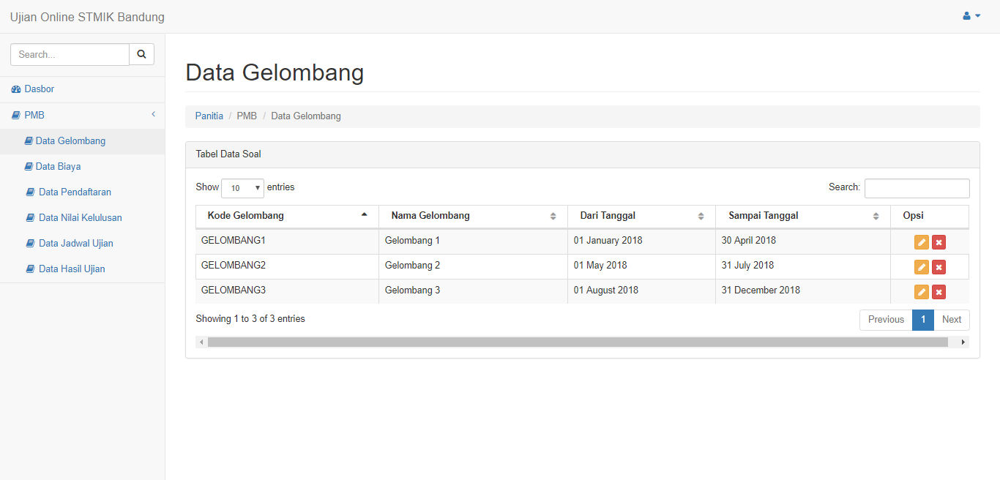 Ujian Online STMIK Bandung
Search...
Dasbor
PMB
Data Gelombang
Data Biaya
Data Pendaftaran
Data Nilai Kelulusan
Data Jadwal Ujian
Data Hasil Ujian
Data Gelombang
Panitia / PMB / Data Gelombang
Tabel Data Soal
Show 10 entries Search:
Kode Gelombang Nama Gelombang Dari Tanggal Sampai Tanggal Opsi
GELOMBANG1 Gelombang 1 01 January 2018 30 April 2018
GELOMBANG2 Gelombang 2 01 May 2018 31 July 2018
GELOMBANG3 Gelombang 3 01 August 2018 31 December 2018
Showing 1 to 3 of 3 entries Previous 1 Next